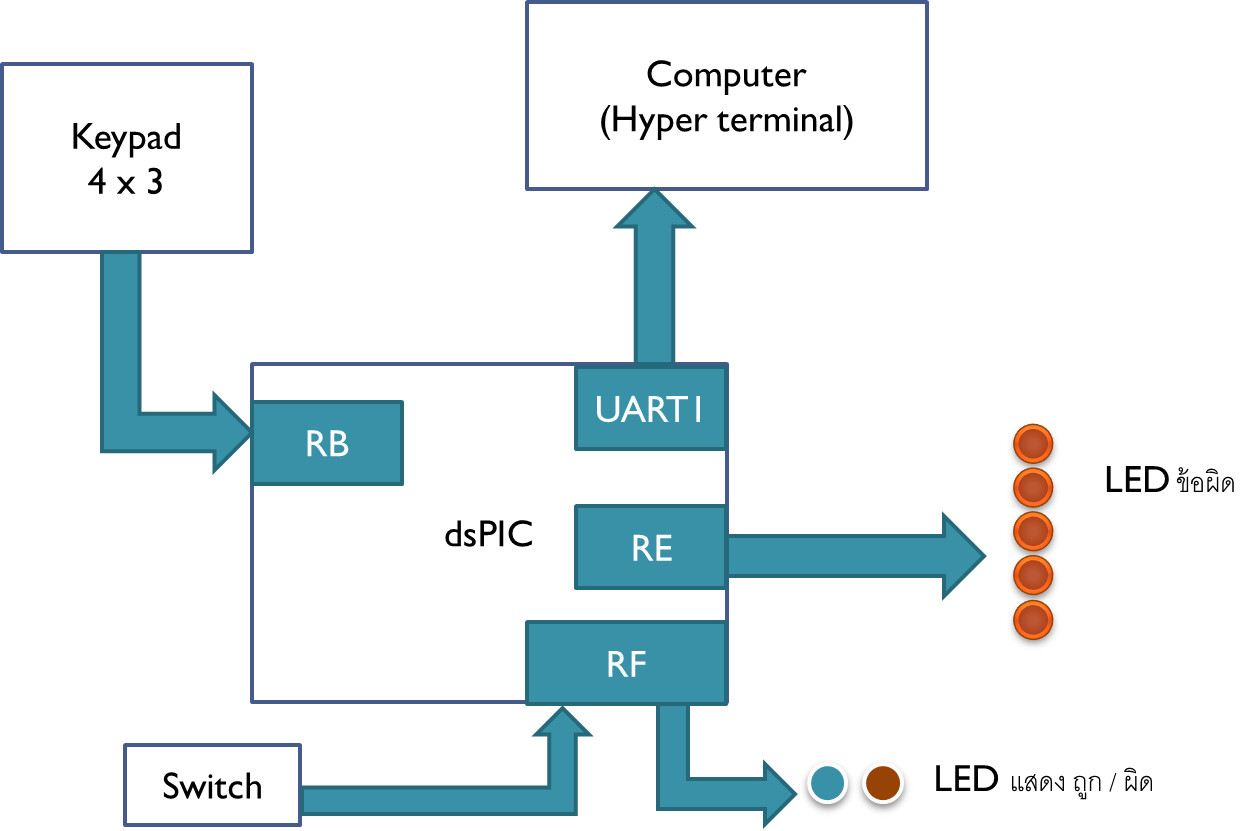 Computer
(Hyper terminal)
Keypad
4 x 3
UART1
RB
LED ข้อผิด
dsPIC
RE
RF
Switch
LED แสดง ถูก / ผิด